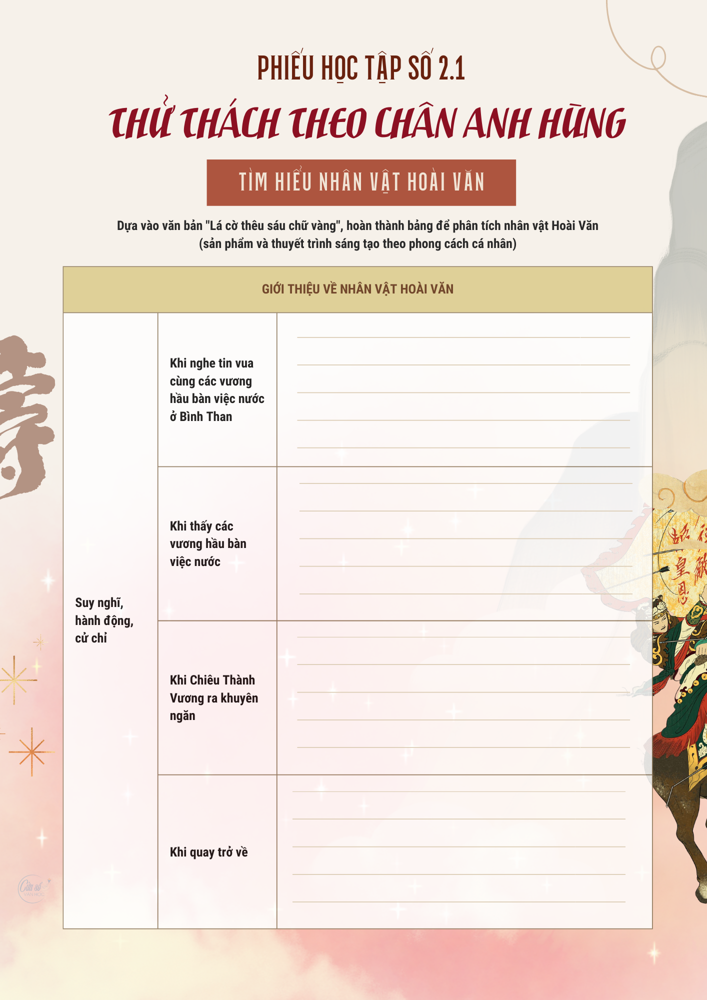 PHIẾU HỌC TẬP SỐ 2.1
THỬ THÁCH THEO CHÂN ANH HÙNG
TÌM HIỂU NHÂN VẬT HOÀI VĂN
Dựa vào văn bản "Lá cờ thêu sáu chữ vàng", hoàn thành bảng để phân tích nhân vật Hoài Văn
(sản phẩm và thuyết trình sáng tạo theo phong cách cá nhân)
GIỚI THIỆU VỀ NHÂN VẬT HOÀI VĂN
Suy nghĩ,
hành động,
cử chỉ
Khi nghe tin vua
cùng các vương
hầu bàn việc nước
ở Bình Than
Khi thấy các
vương hầu bàn
việc nước
Khi Chiêu Thành
Vương ra khuyên
ngăn
Khi quay trở về
皇
恩
Cửa sổ
VĂN HỌC